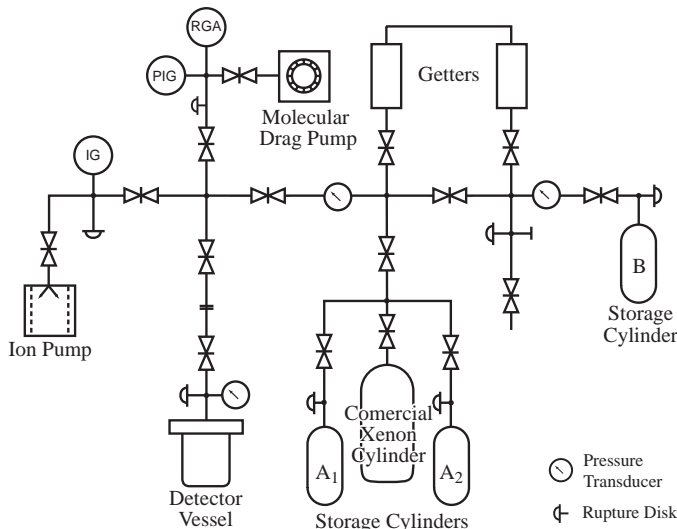 RGA
PIG
Getters
Molecular
Drag Pump
IG
B
Ion Pump
Storage
Cylinder
Comercial
Xenon
Cylinder
A1
A2
Detector
Vessel
Storage Cylinders
Pressure
Transducer
Rupture Disk